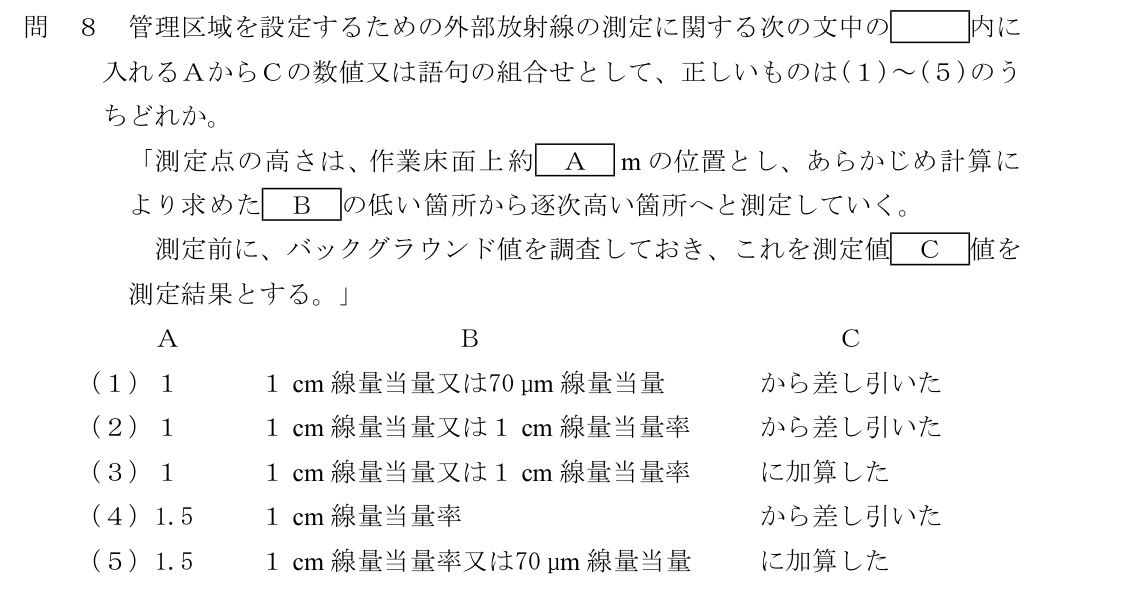 問　８　管理区域を設定するための外部放射線の測定に関する次の文中の　　　内に
入れるＡからＣの数値又は語句の組合せとして、正しいものは(１)～(５)のう
ちどれか。
「測定点の高さは、作業床面上約　Ａ　mの位置とし、あらかじめ計算に
より求めた　Ｂ　の低い箇所から逐次高い箇所へと測定していく。
測定前に、バックグラウンド値を調査しておき、これを測定値　Ｃ　値を
測定結果とする。」
Ａ　Ｂ　Ｃ
(１) １　１ cm線量当量又は70 μm線量当量　から差し引いた
(２) １　１ cm線量当量又は１ cm線量当量率　から差し引いた
(３) １　１ cm線量当量又は１ cm線量当量率　に加算した
(４) 1.5　１ cm線量当量率　から差し引いた
(５) 1.5　１ cm線量当量率又は70 μm線量当量　に加算した